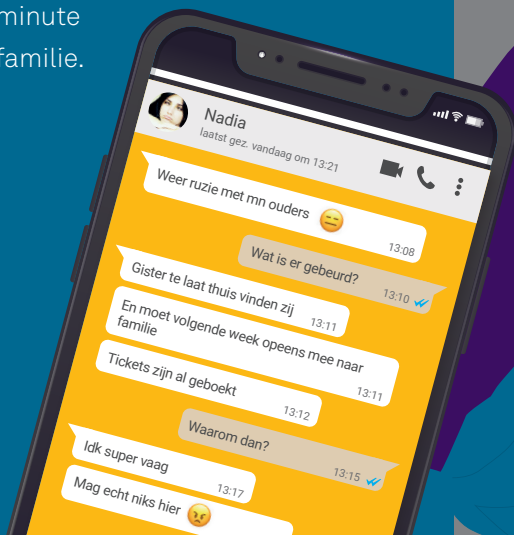 minute
familie.
Nadia
laatst gez. vandaag om 13:21
Weer ruzie met mn ouders 😑
13:08
Wat is er gebeurd?
13:10
Gister te laat thuis vinden zij
13:11
En moet volgende week opeens mee naar
familie
13:11
Tickets zijn al geboekt
13:12
Waarom dan?
13:15
Idk super vaag
13:17
Mag echt niks hier 😠